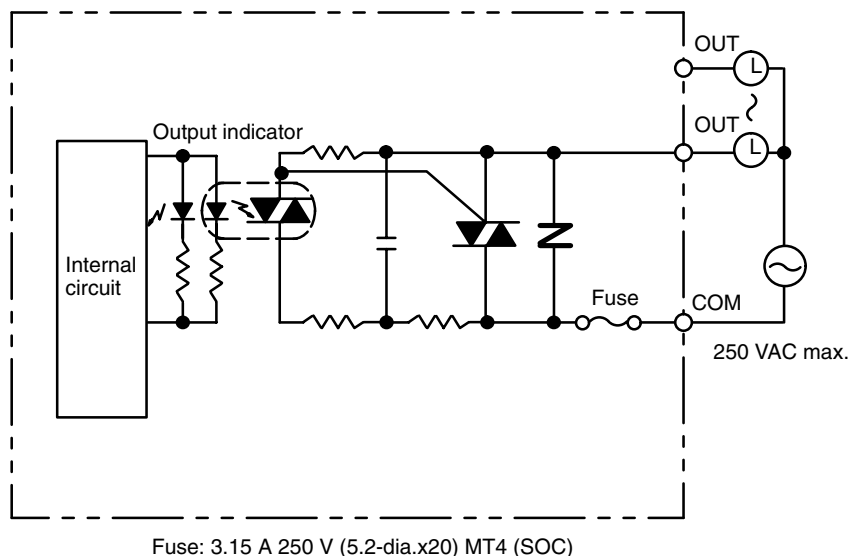 OUT
L
Output indicator
OUT
L
Internal
circuit
Fuse
COM
250 VAC max.
Fuse: 3.15 A 250 V (5.2-dia.x20) MT4 (SOC)